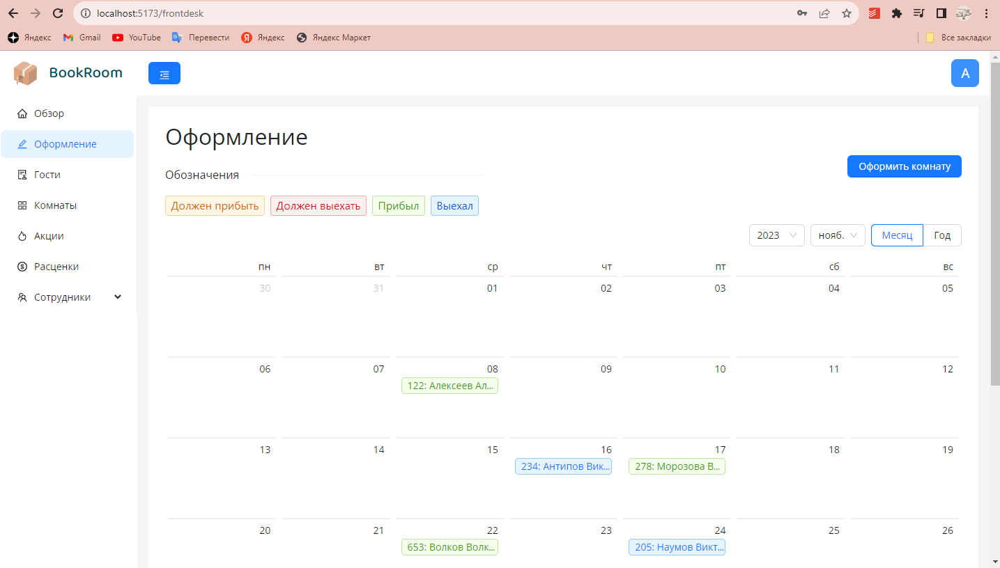 localhost:5173/frontdesk
Яндекс Gmail YouTube Перевести Яндекс Яндекс Маркет Все закладки
BookRoom A
Обзор
Оформление
Гости
Комнаты
Акции
Расценки
Сотрудники
Оформление
Обозначения
Оформить комнату
Должен прибыть Должен выехать Прибыл Выехал
2023 нояб. Месяц Год
пн вт ср чт пт сб вс
30 31 01 02 03 04 05
06 07 08 09 10 11 12
122: Алексеев Ал...
13 14 15 16 17 18 19
234: Антипов Вик... 278: Морозова В...
20 21 22 23 24 25 26
653: Волков Волк... 205: Наумов Викт...